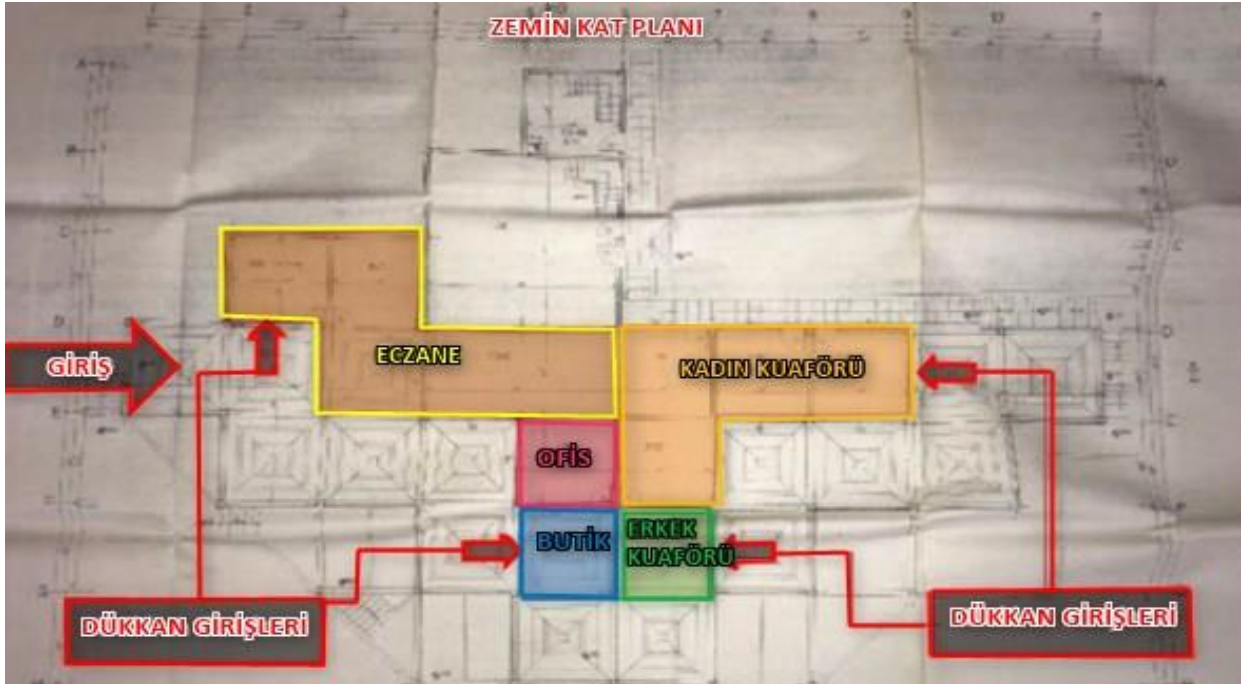 ZEMİN KAT PLANI
GİRİŞ
ECZANE
KADIN KUAFÖRÜ
OFİS
BUTİK
ERKEK
KUAFÖRÜ
DÜKKAN GİRİŞLERİ
DÜKKAN GİRİŞLERİ